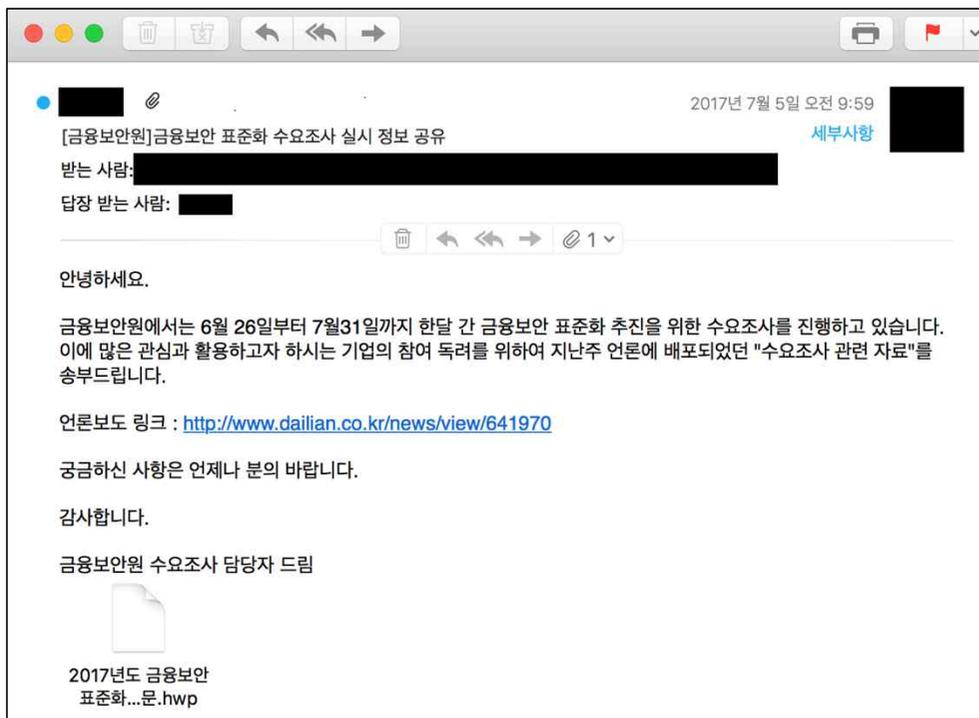 2017년 7월 5일 오전 9:59
[금융보안원]금융보안 표준화 수요조사 실시 정보 공유
세부사항
받는 사람:
답장 받는 사람:
1
안녕하세요.
금융보안원에서는 6월 26일부터 7월31일까지 한달 간 금융보안 표준화 추진을 위한 수요조사를 진행하고 있습니다.
이에 많은 관심과 활용하고자 하시는 기업의 참여 독려를 위하여 지난주 언론에 배포되었던 "수요조사 관련 자료"를
송부드립니다.
언론보도 링크 : http://www.dailian.co.kr/news/view/641970
궁금하신 사항은 언제나 분의 바랍니다.
감사합니다.
금융보안원 수요조사 담당자 드림
2017년도 금융보안
표준화...문.hwp